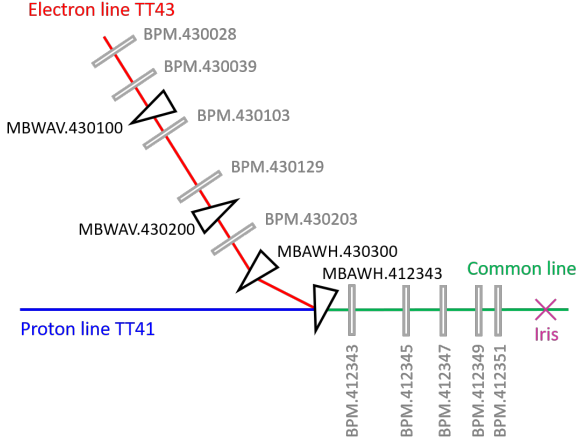 Electron line TT43
BPM.430028
BPM.430039
MBWAV.430100
BPM.430103
BPM.430129
MBWAV.430200
BPM.430203
MBAWH.430300
MBAWH.412343
Common line
Proton line TT41
Iris
BPM.412343
BPM.412345
BPM.412347
BPM.412349
BPM.412351